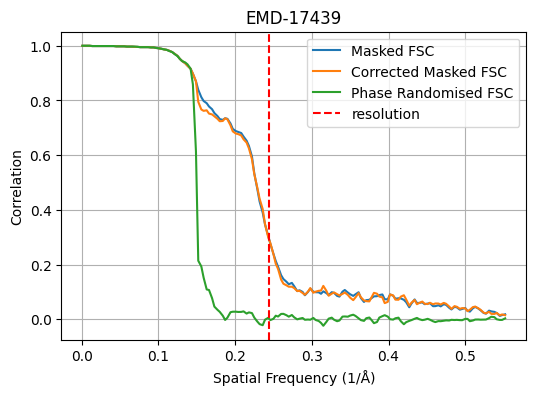 EMD-17439
Masked FSC
Corrected Masked FSC
Phase Randomised FSC
resolution
Correlation
1.0
0.8
0.6
0.4
0.2
0.0
0.0 0.1 0.2 0.3 0.4 0.5
Spatial Frequency (1/Å)